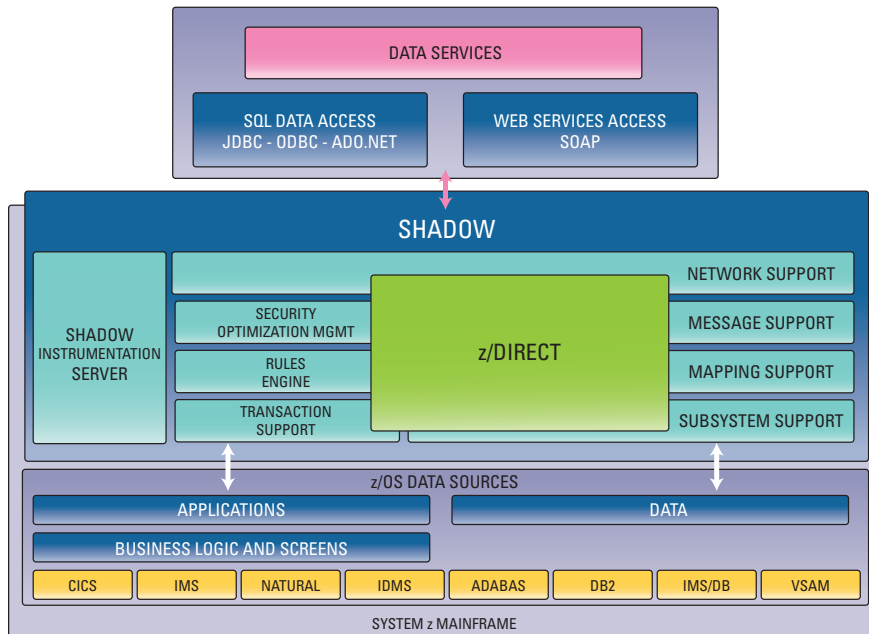 DATA SERVICES
SQL DATA ACCESS
JDBC - ODBC - ADO.NET
WEB SERVICES ACCESS
SOAP
SHADOW
SHADOW
INSTRUMENTATION
SERVER
NETWORK SUPPORT
SECURITY
OPTIMIZATION MGMT
z/DIRECT
MESSAGE SUPPORT
RULES
ENGINE
MAPPING SUPPORT
TRANSACTION
SUPPORT
SUBSYSTEM SUPPORT
z/OS DATA SOURCES
APPLICATIONS
DATA
BUSINESS LOGIC AND SCREENS
CICS
IMS
NATURAL
IDMS
ADABAS
DB2
IMS/DB
VSAM
SYSTEM z MAINFRAME